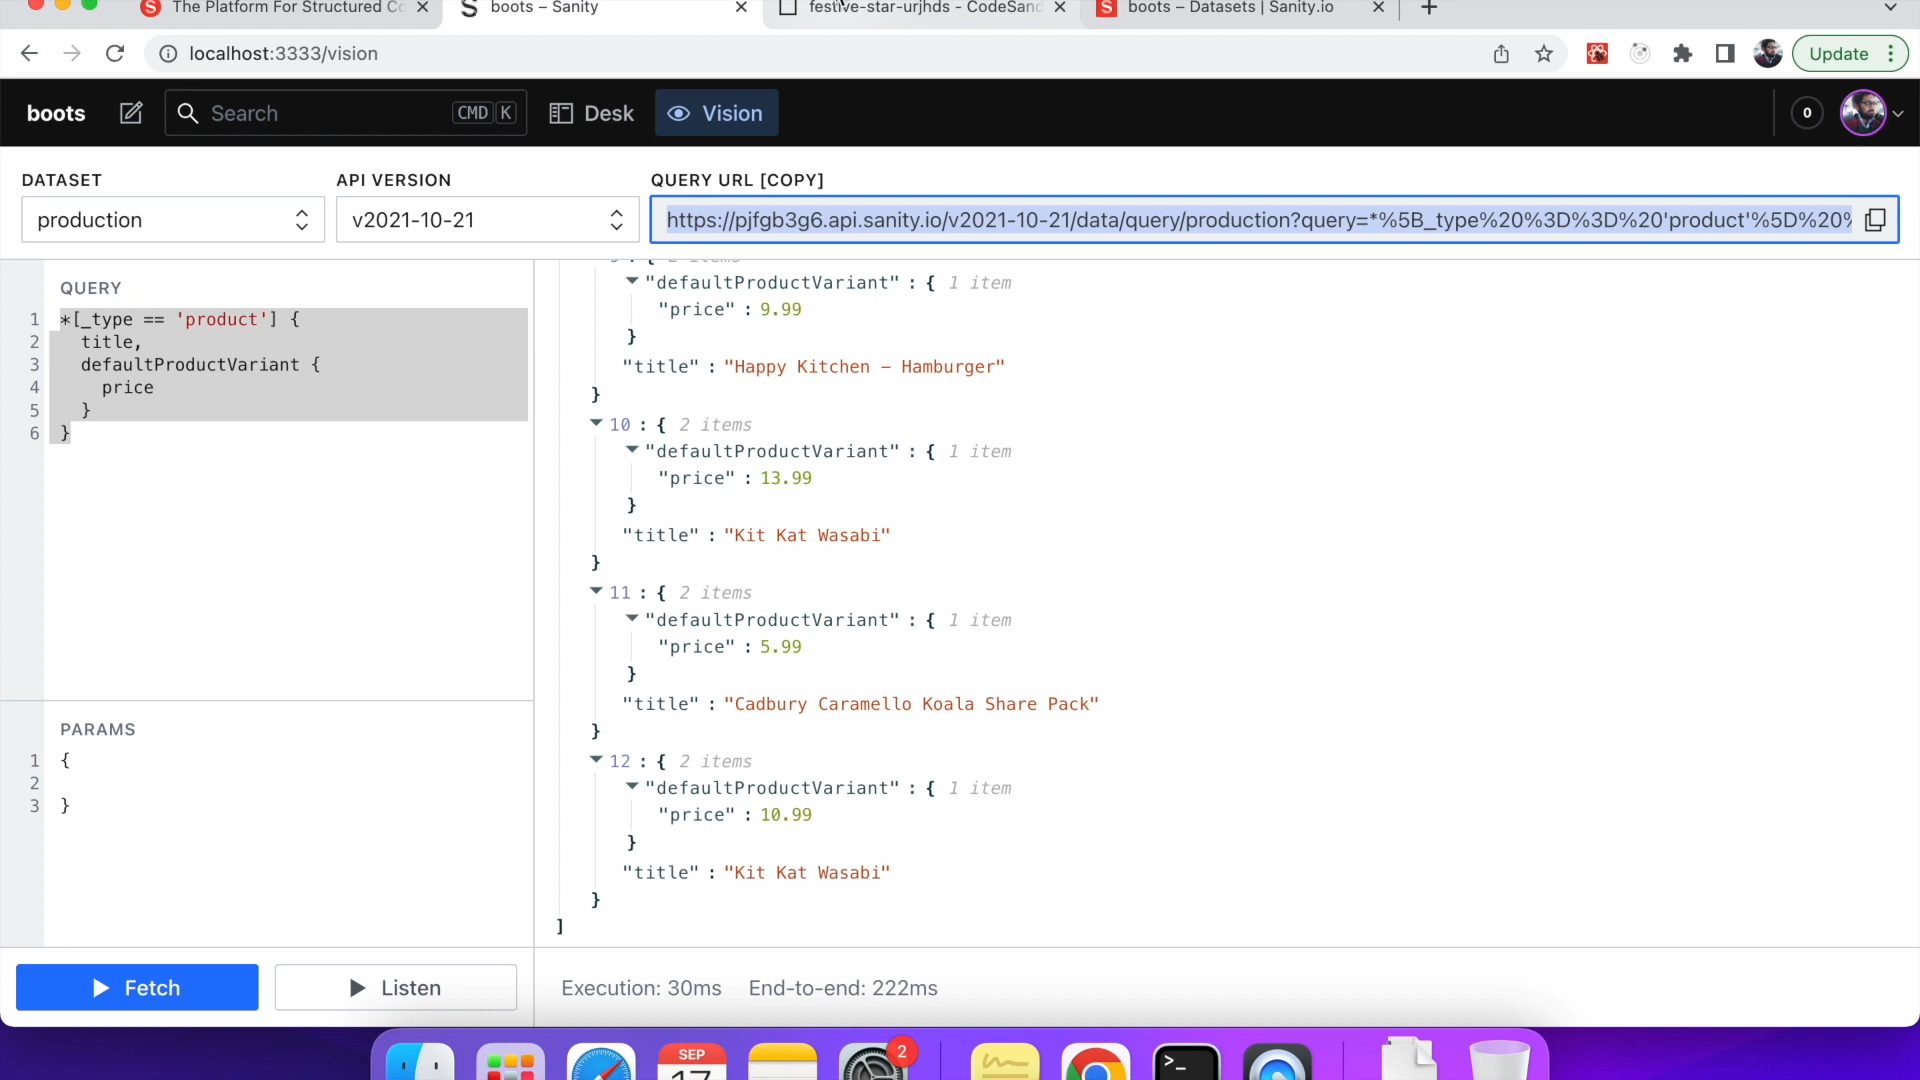 The Platform For Structured Co
boots – Sanity
festive-star-urjhds - CodeSand
boots – Datasets | Sanity.io
localhost:3333/vision
Update
boots
Search
CMD K
Desk
Vision
0
DATASET
API VERSION
QUERY URL [COPY]
production
v2021-10-21
https://pjfgb3g6.api.sanity.io/v2021-10-21/data/query/production?query=*%5B_type%20%3D%3D%20'product'%5D%20%
QUERY
1 *[_type == 'product'] {
2 title,
3 defaultProductVariant {
4 price
5 }
6 }
PARAMS
1 {
2
3 }
9 : { 2 items
"defaultProductVariant" : { 1 item
"price" : 9.99
}
"title" : "Happy Kitchen – Hamburger"
}
10 : { 2 items
"defaultProductVariant" : { 1 item
"price" : 13.99
}
"title" : "Kit Kat Wasabi"
}
11 : { 2 items
"defaultProductVariant" : { 1 item
"price" : 5.99
}
"title" : "Cadbury Caramello Koala Share Pack"
}
12 : { 2 items
"defaultProductVariant" : { 1 item
"price" : 10.99
}
"title" : "Kit Kat Wasabi"
}
]
Fetch
Listen
Execution: 30ms
End-to-end: 222ms
SEP
17
2
>_